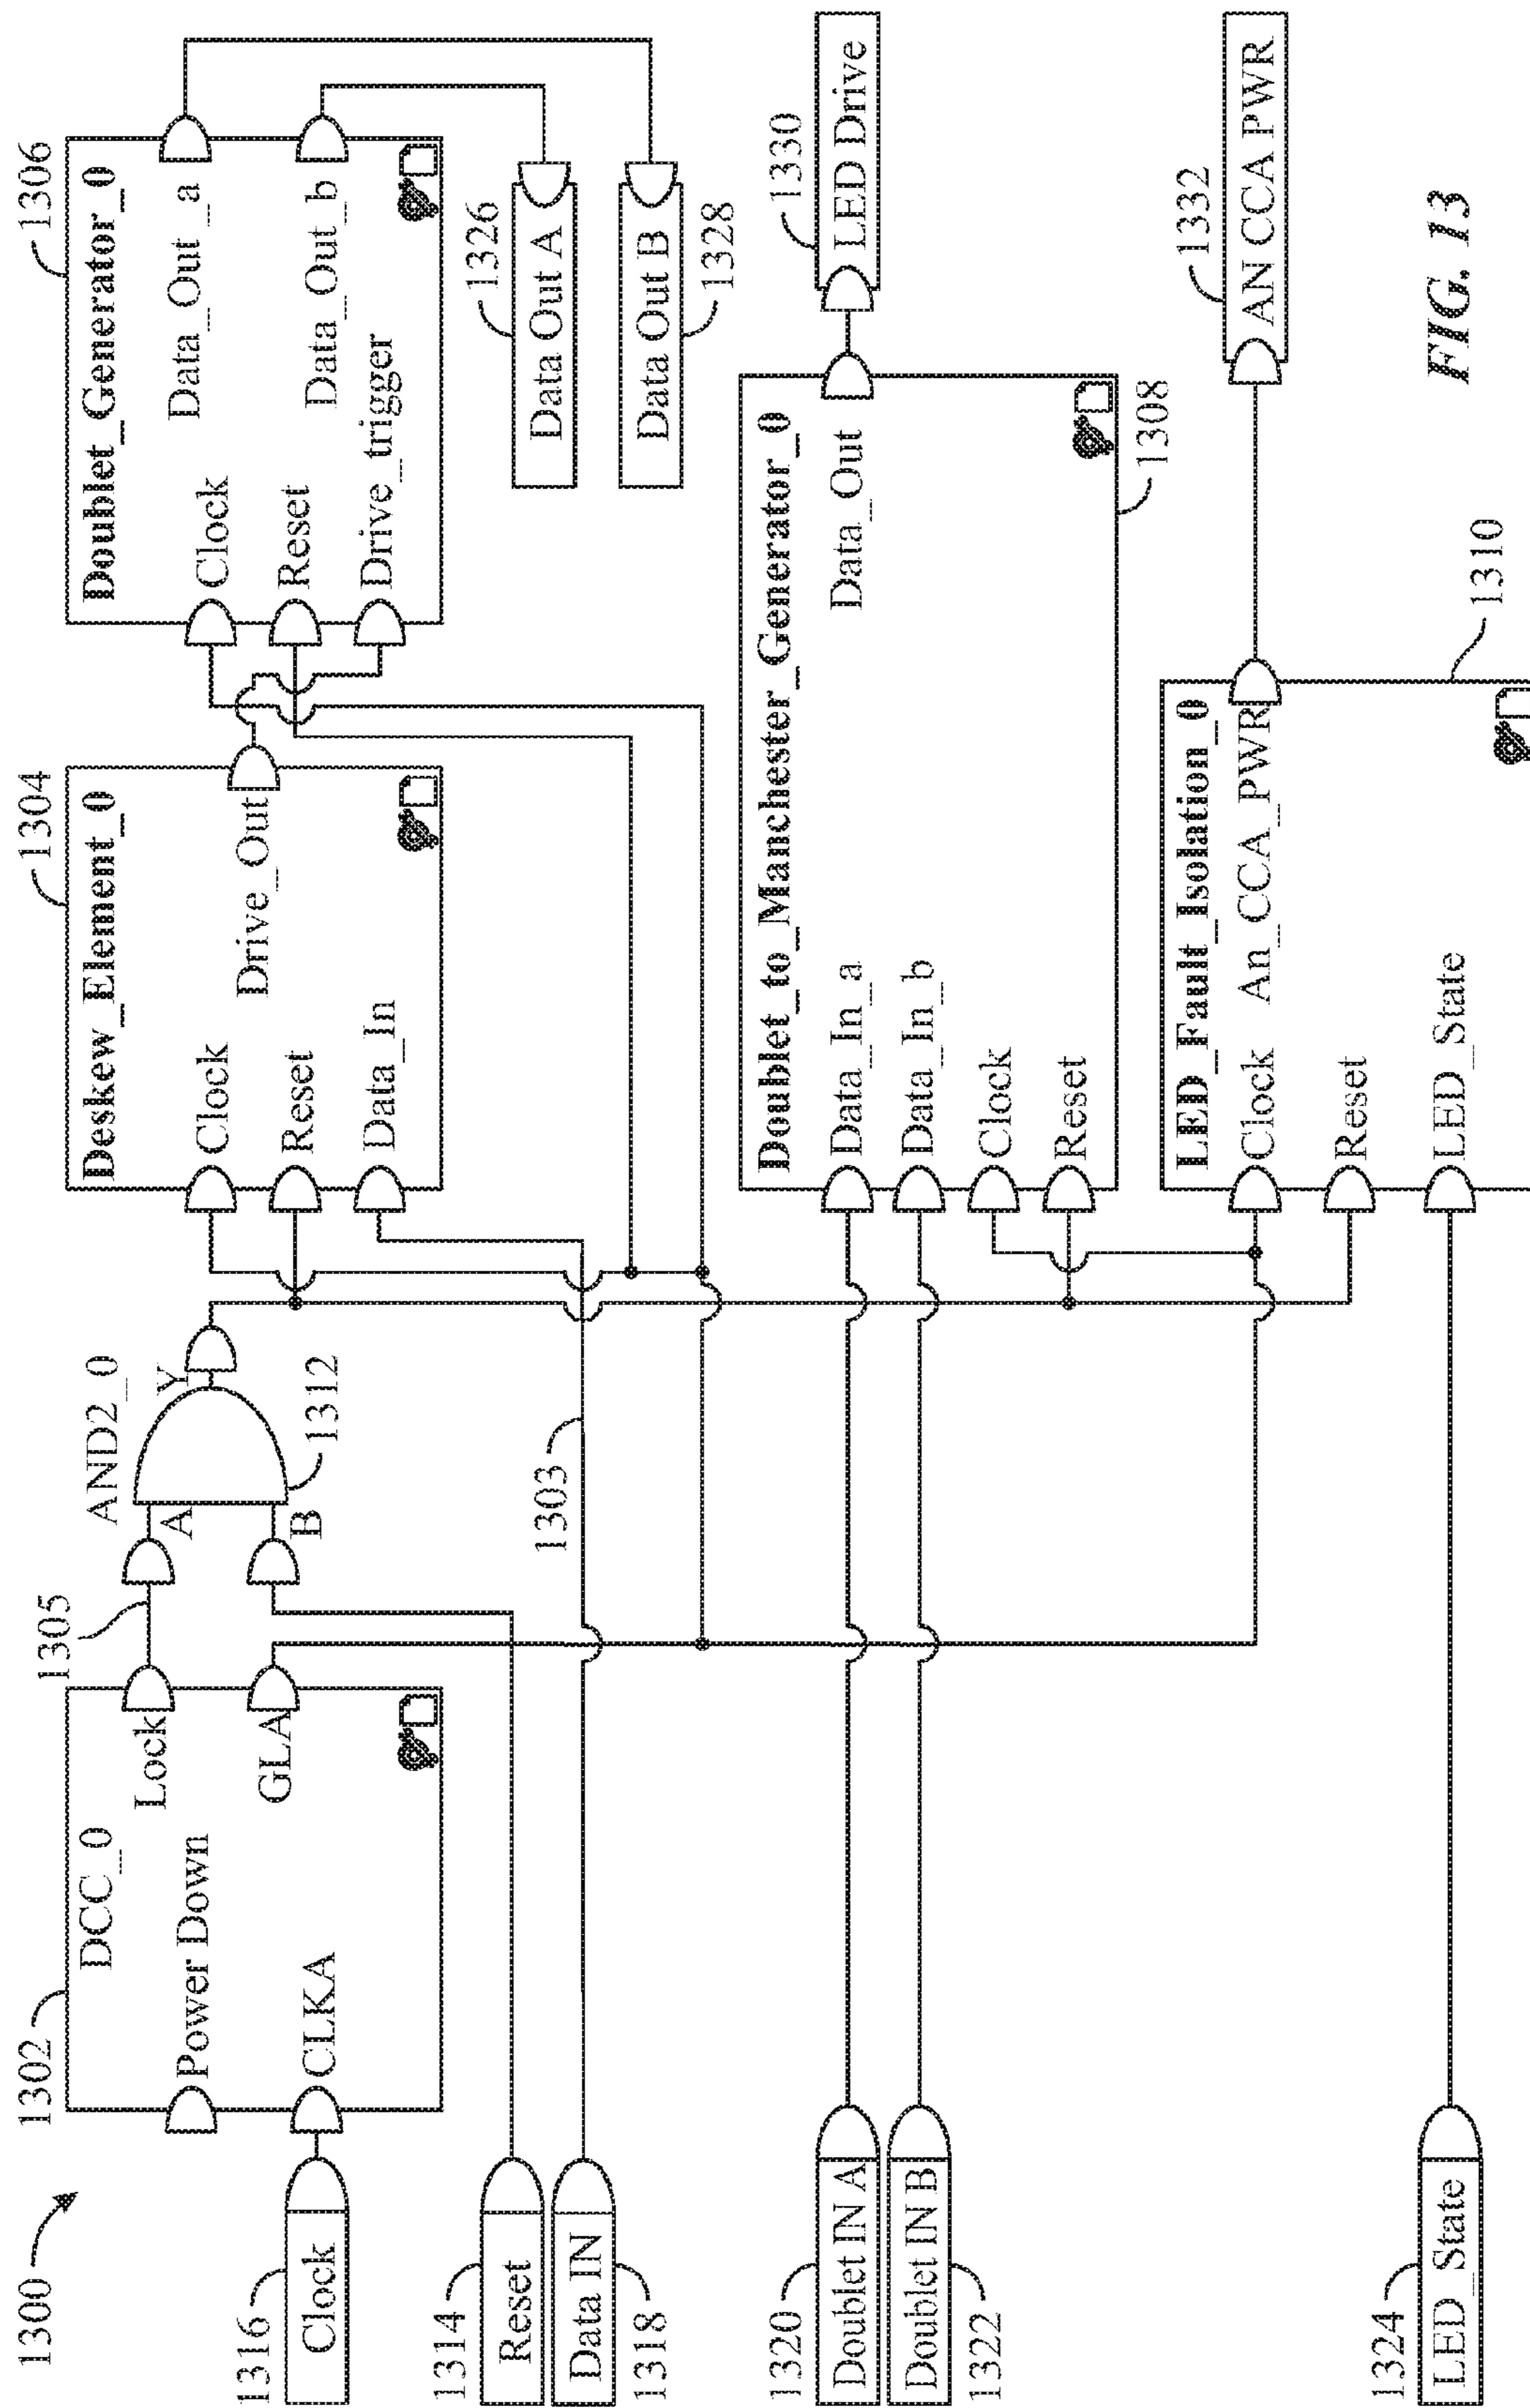 1300
1302
DCC_0
Power Down
CLKA
Lock
GLA
1305
AND2_0
A
B
Y
1312
1304
Deskew_Element_0
Clock
Reset
Data_In
Drive_Out
1306
Doublet_Generator_0
Clock
Reset
Drive_trigger
Data_Out_a
Data_Out_b
1316
Clock
1314
Reset
Data IN
1318
1303
1326
Data Out A
Data Out B
1328
1320
Doublet IN A
Doublet IN B
1322
Doublet_to_Manchester_Generator_0
Data_In_a
Data_In_b
Clock
Reset
Data_Out
1308
1330
LED Drive
LED_Fault_Isolation_0
Clock
An_CCA_PWR
Reset
LED_State
1310
1332
AN CCA PWR
1324
LED_State
FIG. 13